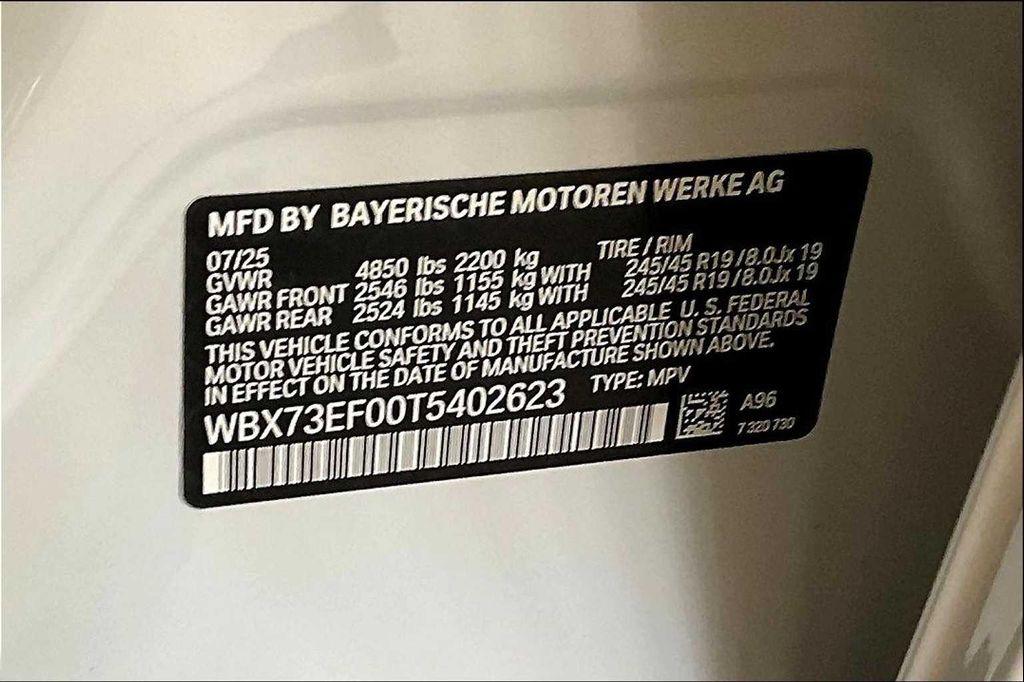 MFD BY BAYERISCHE MOTOREN WERKE AG
07/25 TIRE / RIM
GVWR 4850 lbs 2200 kg
GAWR FRONT 2546 lbs 1155 kg WITH 245/45 R19 / 8.0Jx 19
GAWR REAR 2524 lbs 1145 kg WITH 245/45 R19 / 8.0Jx 19
THIS VEHICLE CONFORMS TO ALL APPLICABLE U. S. FEDERAL
MOTOR VEHICLE SAFETY AND THEFT PREVENTION STANDARDS
IN EFFECT ON THE DATE OF MANUFACTURE SHOWN ABOVE.
WBX73EF00T5402623 TYPE: MPV
A96
7 320 730